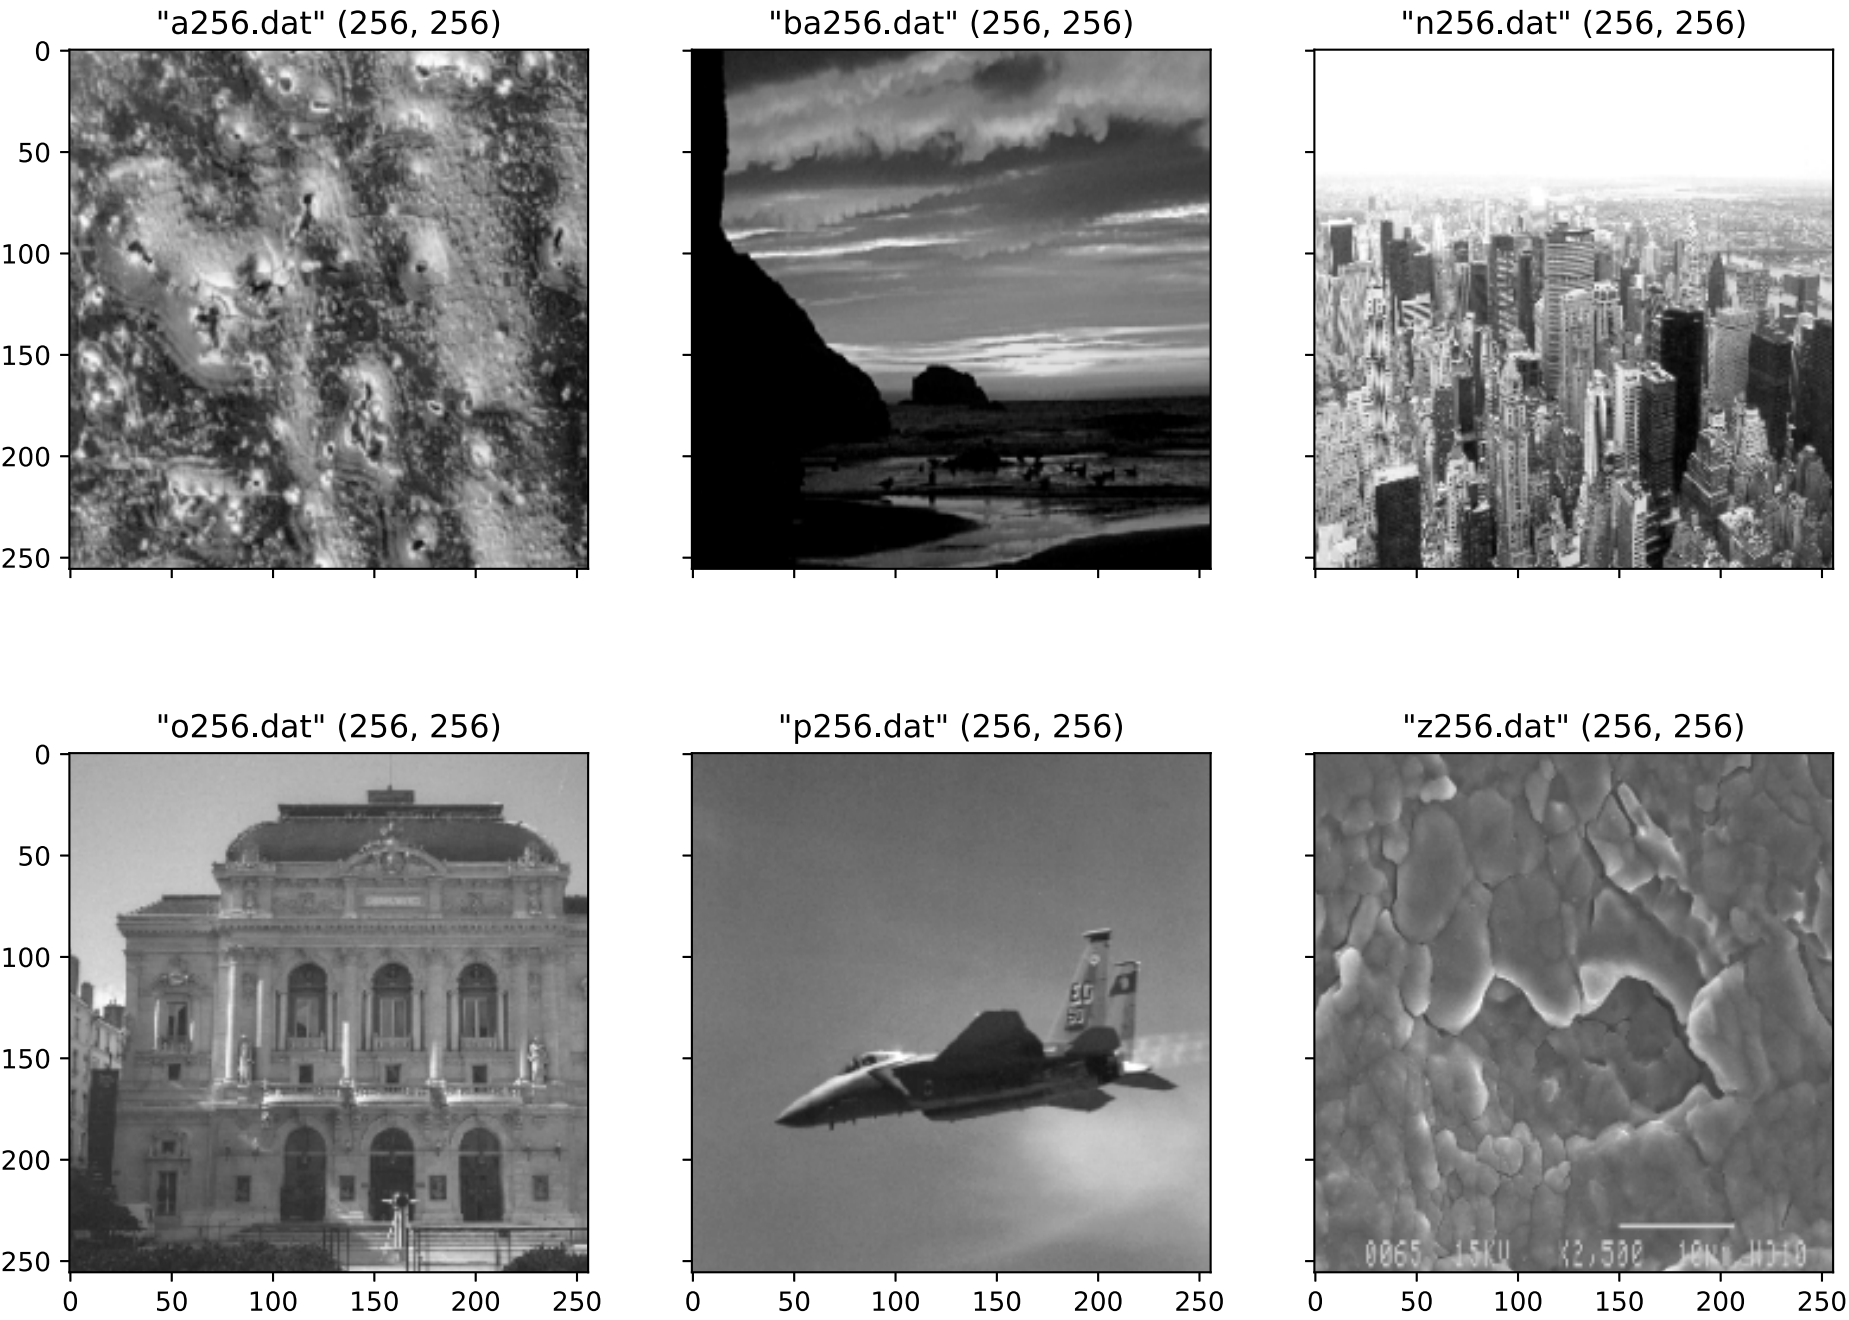 "a256.dat" (256, 256)
"ba256.dat" (256, 256)
"n256.dat" (256, 256)
0
50
100
150
200
250
"o256.dat" (256, 256)
"p256.dat" (256, 256)
"z256.dat" (256, 256)
0
50
100
150
200
250
ED
0065 15KV X2,500 10µm WD10
0 50 100 150 200 250
0 50 100 150 200 250
0 50 100 150 200 250